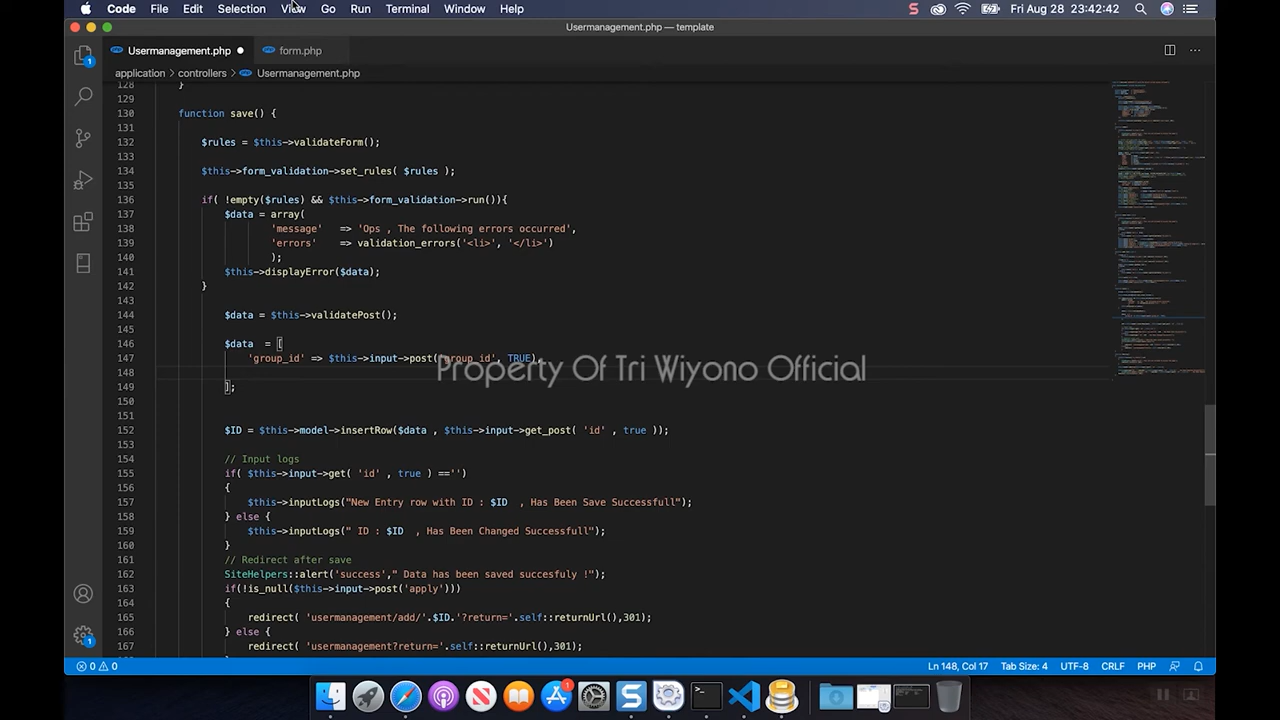 Code File Edit Selection View Go Run Terminal Window Help Fri Aug 28 23:42:42
Usermanagement.php — template
Usermanagement.php form.php
application > controllers > Usermanagement.php
128 }
129
130 function save() {
131
132 $rules = $this->validateForm();
133
134 $this->form_validation->set_rules( $rules );
135
136 if( !empty($rules) && $this->form_validation->run()){
137 $data = array(
138 'message' => 'Ops , The following errors occurred',
139 'errors' => validation_errors('<li>', '</li>')
140 );
141 $this->displayError($data);
142 }
143
144 $data = $this->validatePost();
145
146 $data = [
147 'group_id' => $this->input->post('group_id', TRUE),
148
149 ];
150
151
152 $ID = $this->model->insertRow($data , $this->input->get_post( 'id' , true ));
153
154 // Input logs
155 if( $this->input->get( 'id' , true ) =='')
156 {
157 $this->inputLogs("New Entry row with ID : $ID , Has Been Save Successfull");
158 } else {
159 $this->inputLogs(" ID : $ID , Has Been Changed Successfull");
160 }
161 // Redirect after save
162 SiteHelpers::alert('success'," Data has been saved succesfuly !");
163 if(!is_null($this->input->post('apply')))
164 {
165 redirect( 'usermanagement/add/'.$ID.'?return='.self::returnUrl(),301);
166 } else {
167 redirect( 'usermanagement?return='.self::returnUrl(),301);
Property Of Tri Wiyono Official
0 0 Ln 148, Col 17 Tab Size: 4 UTF-8 CRLF PHP